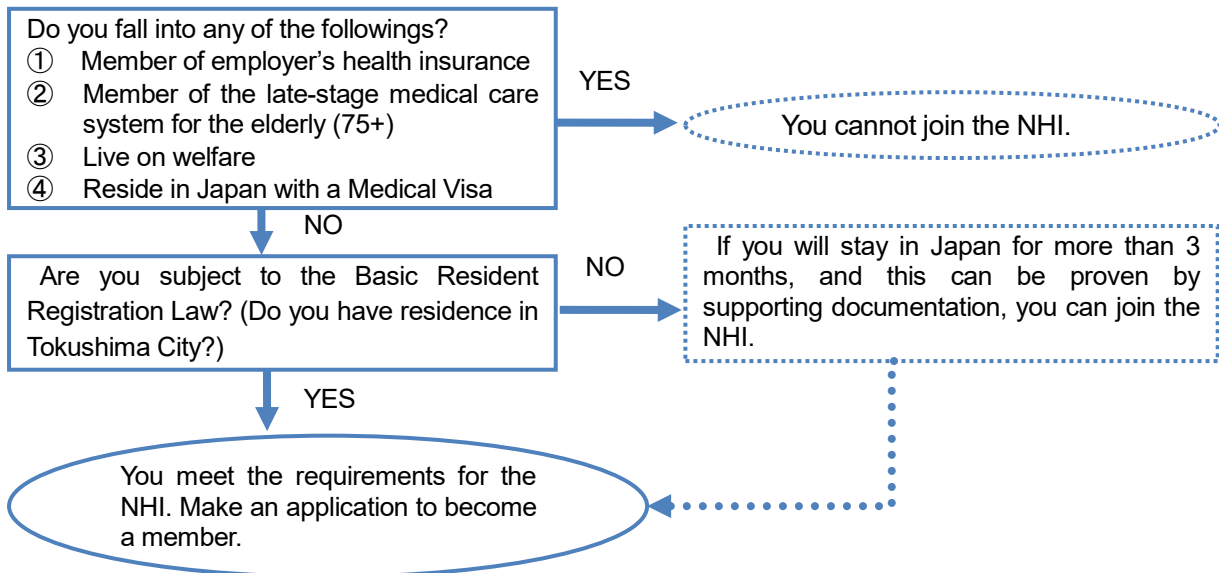 Do you fall into any of the followings?
① Member of employer’s health insurance
② Member of the late-stage medical care
system for the elderly (75+)
③ Live on welfare
④ Reside in Japan with a Medical Visa
YES
You cannot join the NHI.
NO
Are you subject to the Basic Resident
Registration Law? (Do you have residence in
Tokushima City?)
NO
If you will stay in Japan for more than 3
months, and this can be proven by
supporting documentation, you can join the
NHI.
YES
You meet the requirements for the
NHI. Make an application to become
a member.